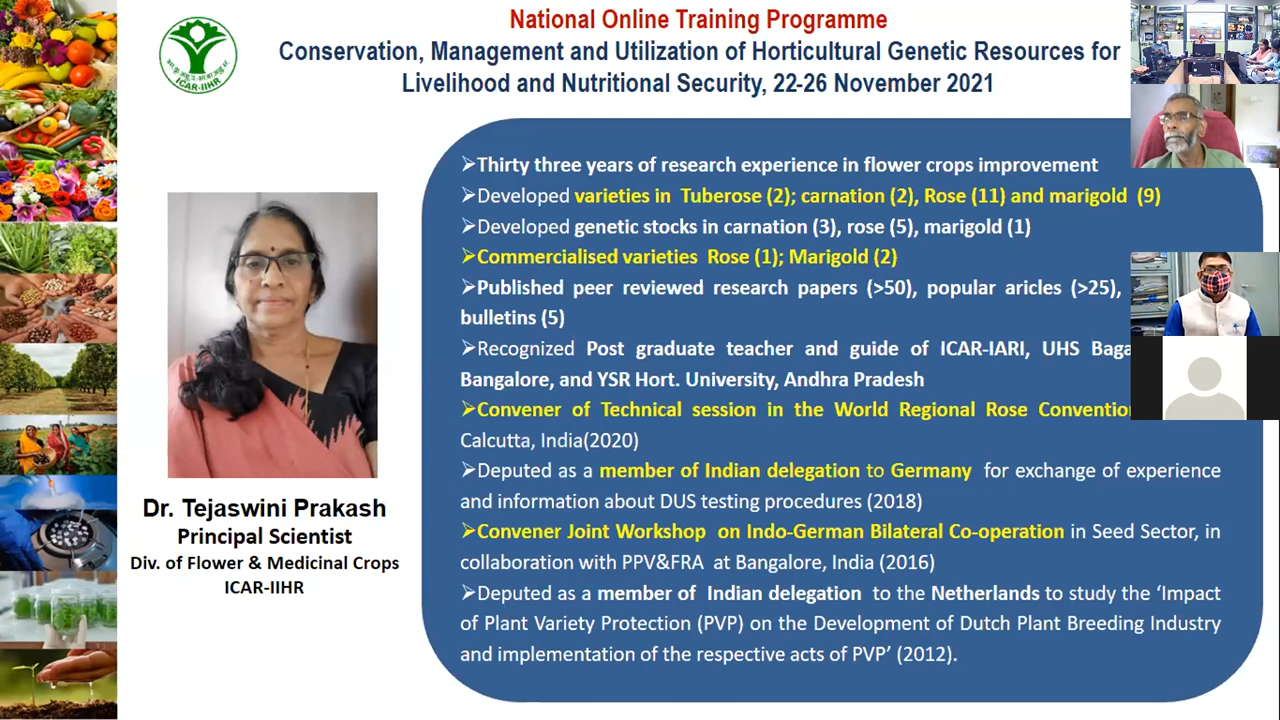 National Online Training Programme
Conservation, Management and Utilization of Horticultural Genetic Resources for
Livelihood and Nutritional Security, 22-26 November 2021
ICAR-IIHR
➢Thirty three years of research experience in flower crops improvement
➢Developed varieties in Tuberose (2); carnation (2), Rose (11) and marigold (9)
➢Developed genetic stocks in carnation (3), rose (5), marigold (1)
➢Commercialised varieties Rose (1); Marigold (2)
➢Published peer reviewed research papers (>50), popular aricles (>25),
bulletins (5)
➢Recognized Post graduate teacher and guide of ICAR-IARI, UHS Baga
Bangalore, and YSR Hort. University, Andhra Pradesh
➢Convener of Technical session in the World Regional Rose Convention
Calcutta, India(2020)
➢Deputed as a member of Indian delegation to Germany for exchange of experience
and information about DUS testing procedures (2018)
➢Convener Joint Workshop on Indo-German Bilateral Co-operation in Seed Sector, in
collaboration with PPV&FRA at Bangalore, India (2016)
➢Deputed as a member of Indian delegation to the Netherlands to study the ‘Impact
of Plant Variety Protection (PVP) on the Development of Dutch Plant Breeding Industry
and implementation of the respective acts of PVP’ (2012).
Dr. Tejaswini Prakash
Principal Scientist
Div. of Flower & Medicinal Crops
ICAR-IIHR